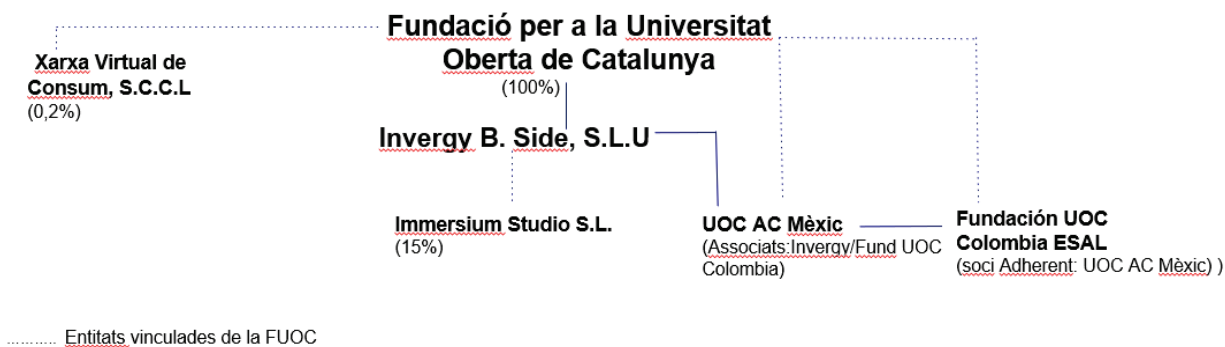 Fundació per a la Universitat
Oberta de Catalunya
(100%)
Xarxa Virtual de
Consum, S.C.C.L
(0,2%)
Invergy B. Side, S.L.U
Immersium Studio S.L.
(15%)
UOC AC Mèxic
(Associats:Invergy/Fund UOC
Colombia)
Fundación UOC
Colombia ESAL
(soci Adherent: UOC AC Mèxic) )
........... Entitats vinculades de la FUOC